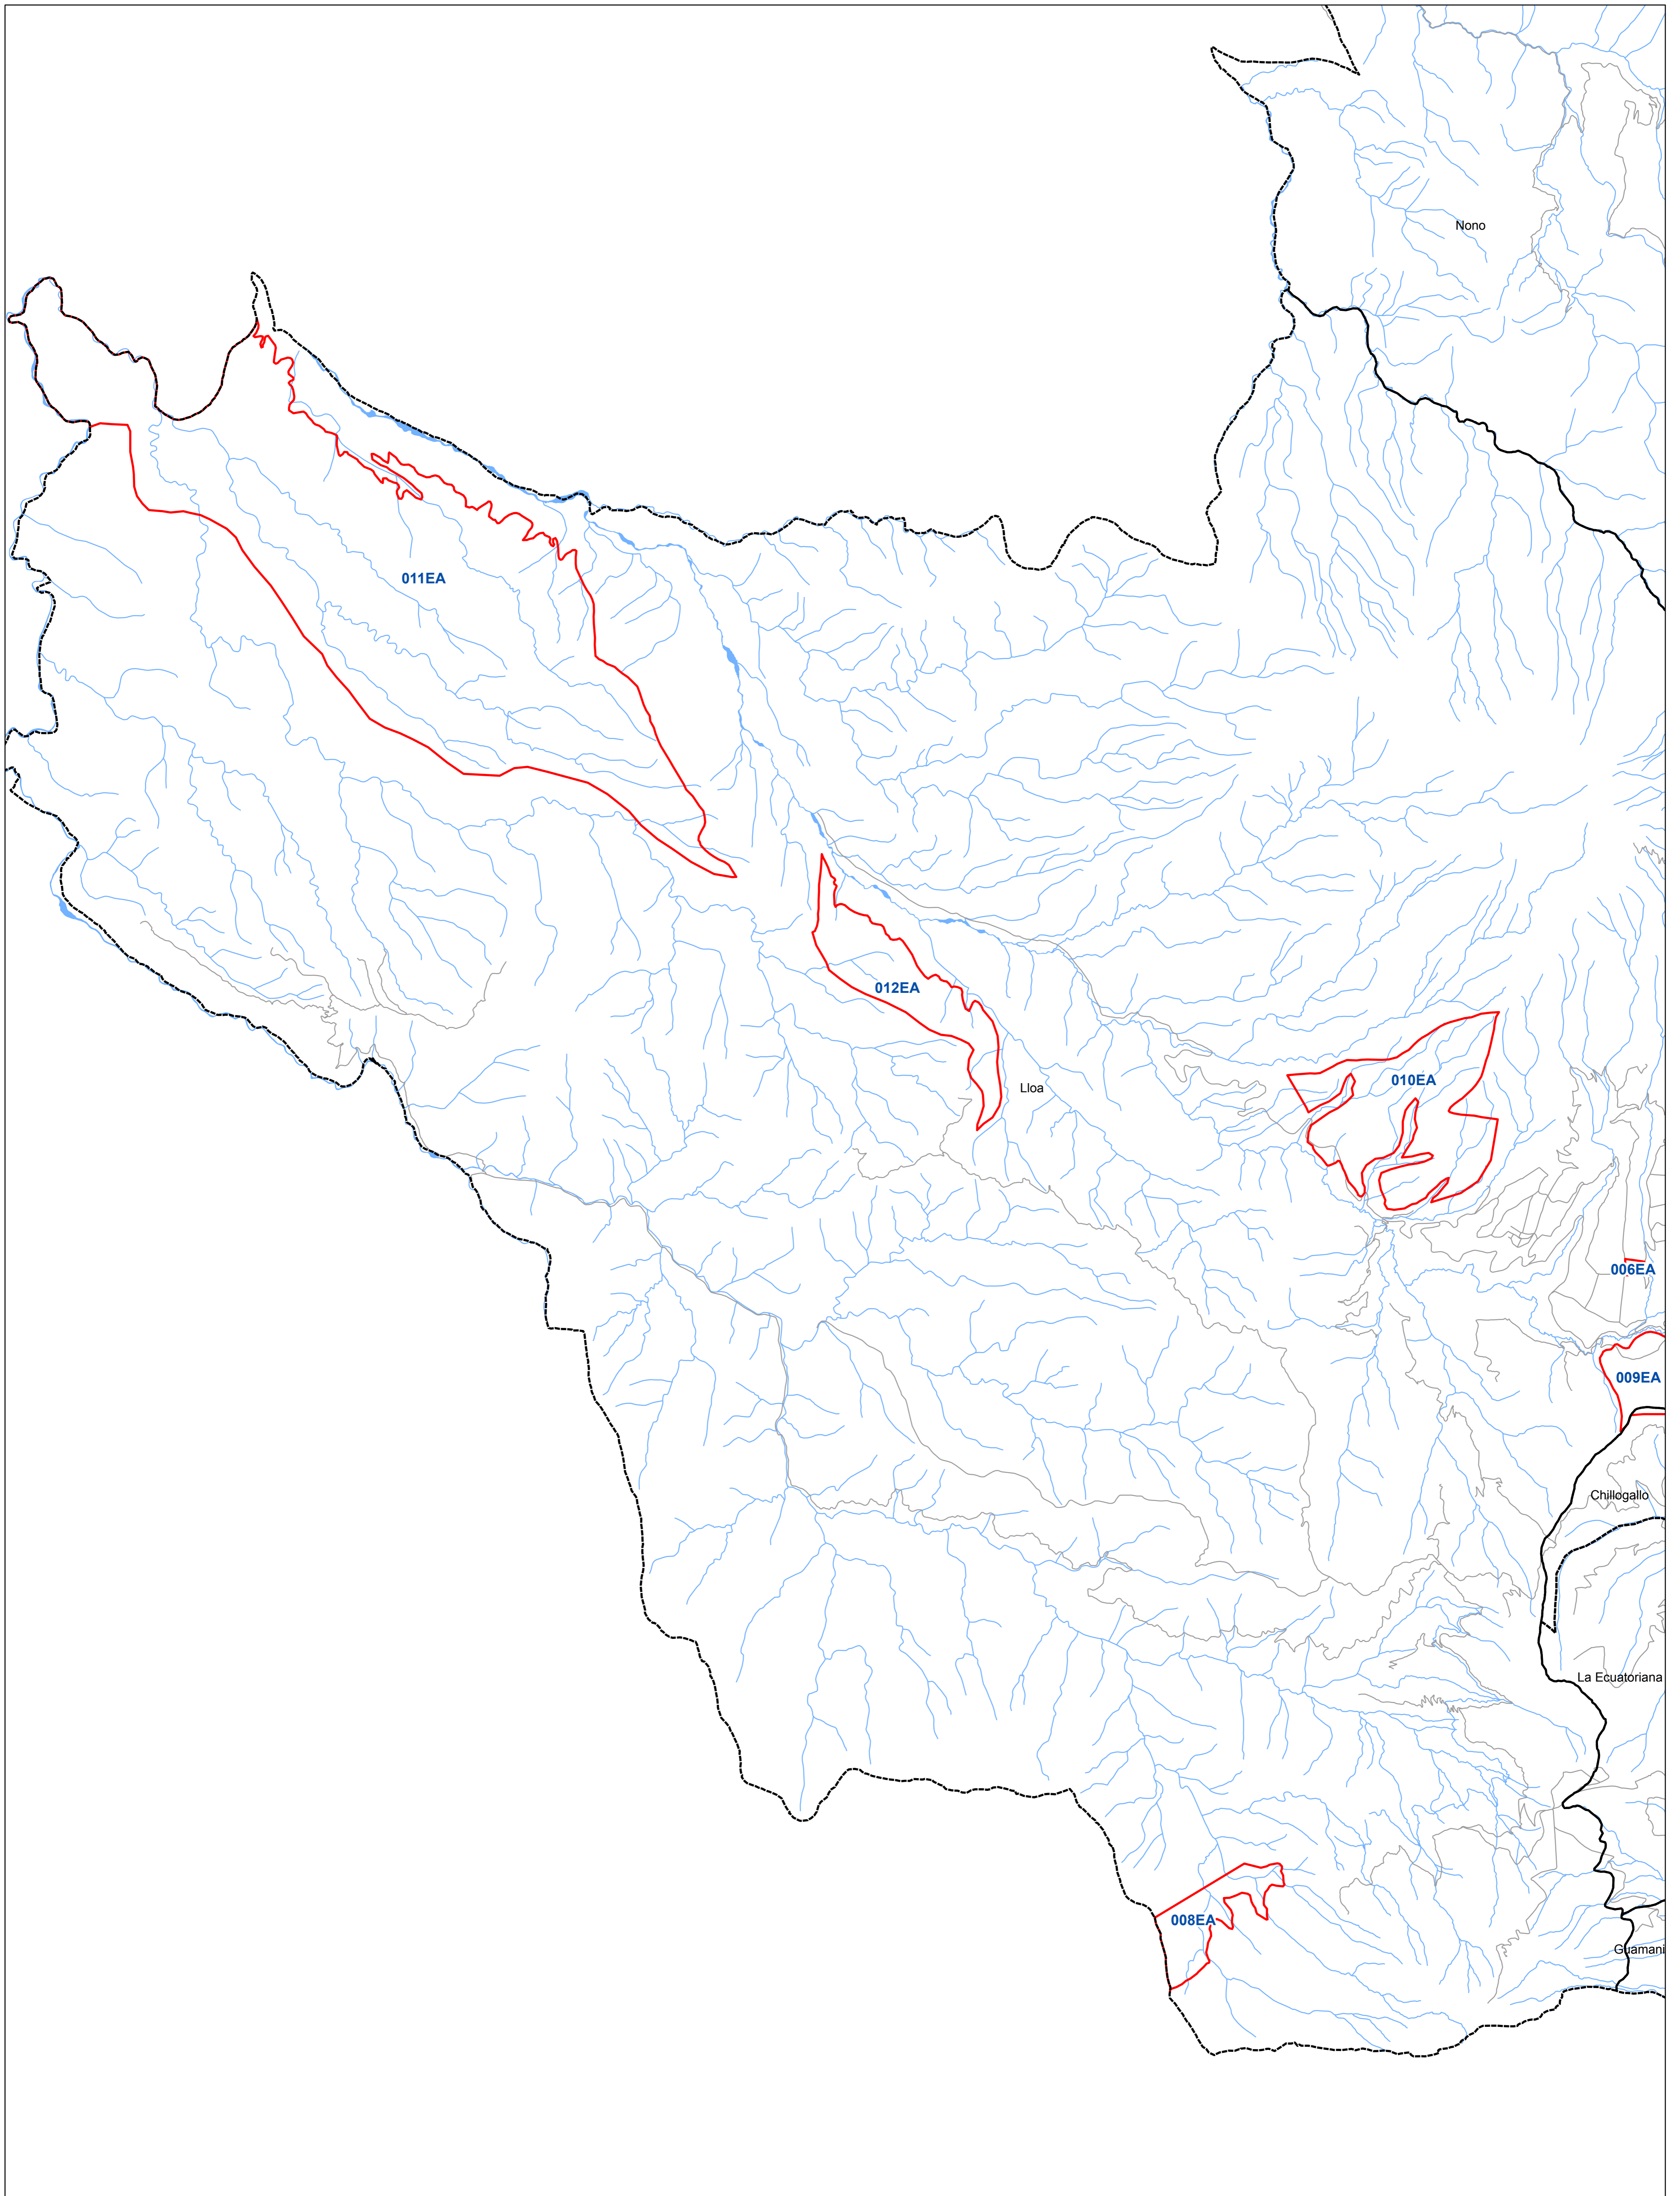 Nono
011EA
012EA
010EA
Lloa
006EA
009EA
Chillogallo
La Ecuatoriana
008EA
Guamani